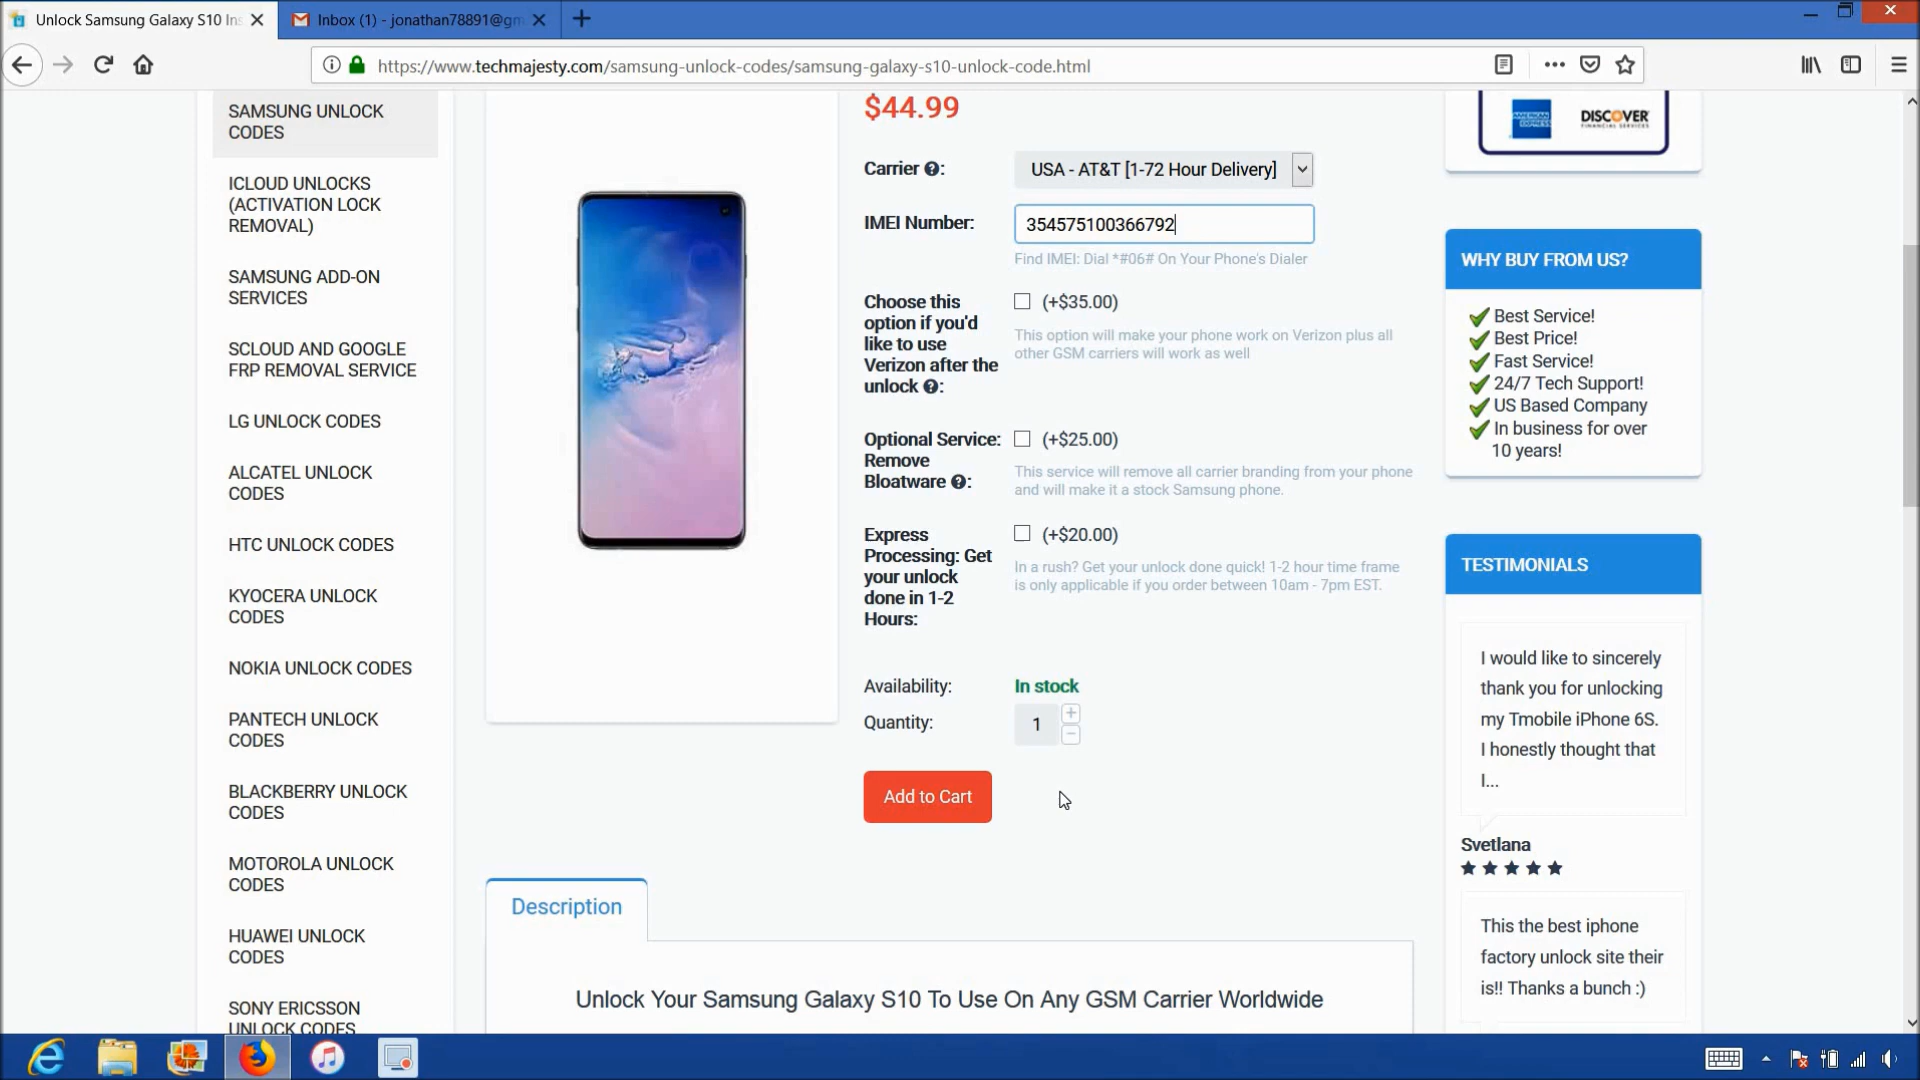 Unlock Samsung Galaxy S10 Ins
Inbox (1) - jonathan78891@gm
https://www.techmajesty.com/samsung-unlock-codes/samsung-galaxy-s10-unlock-code.html
SAMSUNG UNLOCK
CODES
ICLOUD UNLOCKS
(ACTIVATION LOCK
REMOVAL)
SAMSUNG ADD-ON
SERVICES
SCLOUD AND GOOGLE
FRP REMOVAL SERVICE
LG UNLOCK CODES
ALCATEL UNLOCK
CODES
HTC UNLOCK CODES
KYOCERA UNLOCK
CODES
NOKIA UNLOCK CODES
PANTECH UNLOCK
CODES
BLACKBERRY UNLOCK
CODES
MOTOROLA UNLOCK
CODES
HUAWEI UNLOCK
CODES
SONY ERICSSON
UNLOCK CODES
$44.99
Carrier ?: USA - AT&T [1-72 Hour Delivery]
IMEI Number: 354575100366792
Find IMEI: Dial *#06# On Your Phone's Dialer
Choose this
option if you'd
like to use
Verizon after the
unlock ?:
(+$35.00)
This option will make your phone work on Verizon plus all
other GSM carriers will work as well
Optional Service:
Remove
Bloatware ?:
(+$25.00)
This service will remove all carrier branding from your phone
and will make it a stock Samsung phone.
Express
Processing: Get
your unlock
done in 1-2
Hours:
(+$20.00)
In a rush? Get your unlock done quick! 1-2 hour time frame
is only applicable if you order between 10am - 7pm EST.
Availability: In stock
Quantity: 1
Add to Cart
Description
Unlock Your Samsung Galaxy S10 To Use On Any GSM Carrier Worldwide
AMERICAN EXPRESS
DISCOVER
FINANCIAL SERVICES
WHY BUY FROM US?
Best Service!
Best Price!
Fast Service!
24/7 Tech Support!
US Based Company
In business for over
10 years!
TESTIMONIALS
I would like to sincerely
thank you for unlocking
my Tmobile iPhone 6S.
I honestly thought that
I...
Svetlana
This the best iphone
factory unlock site their
is!! Thanks a bunch :)